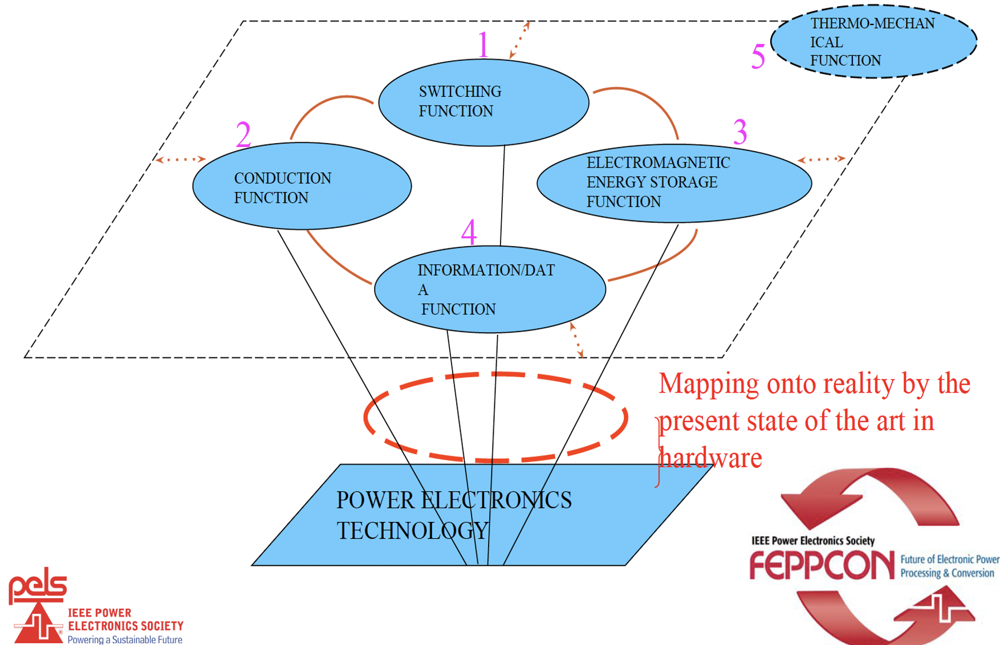 THERMO-MECHAN
ICAL
FUNCTION
5
1
SWITCHING
FUNCTION
2
CONDUCTION
FUNCTION
3
ELECTROMAGNETIC
ENERGY STORAGE
FUNCTION
4
INFORMATION/DAT
A
FUNCTION
Mapping onto reality by the
present state of the art in
hardware
POWER ELECTRONICS
TECHNOLOGY
IEEE Power Electronics Society
FEPPCON
Future of Electronic Power
Processing & Conversion
pels
IEEE POWER
ELECTRONICS SOCIETY
®
Powering a Sustainable Future